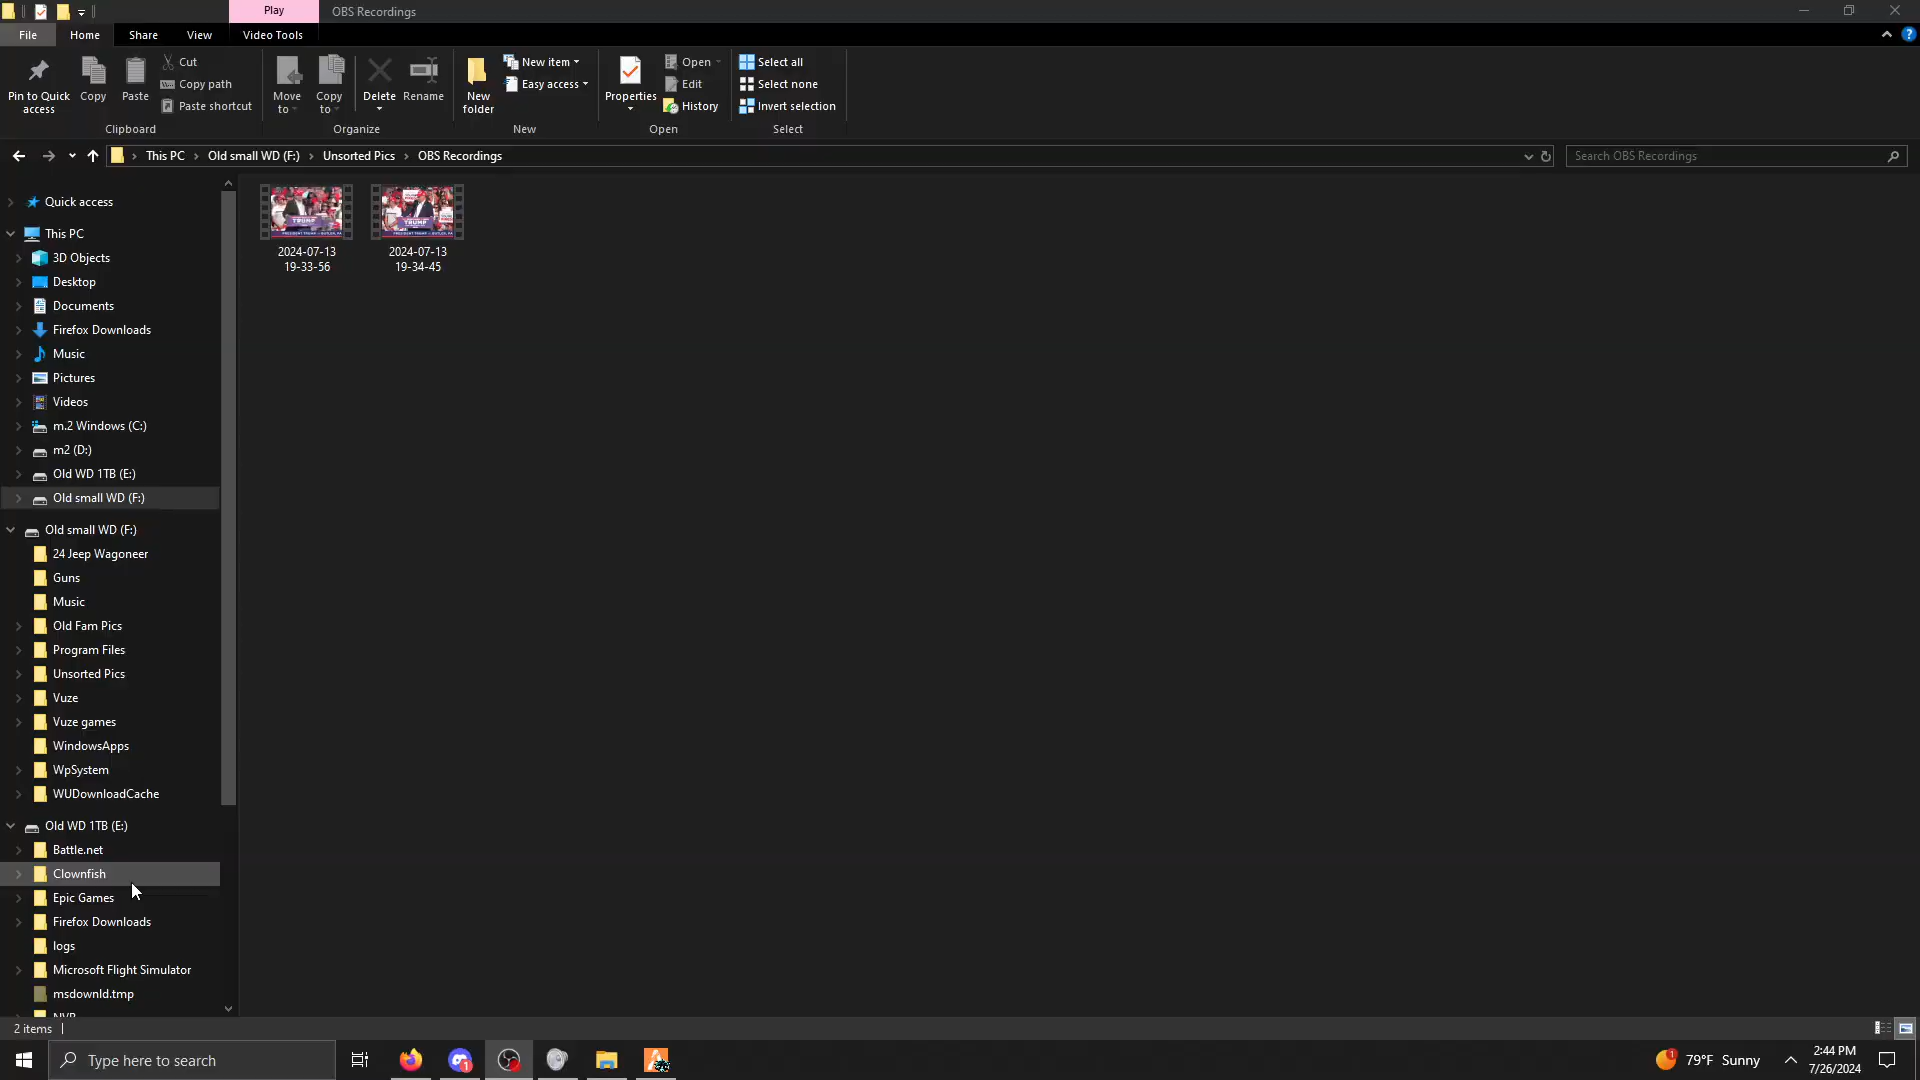 Play
OBS Recordings
File
Home
Share
View
Video Tools
Pin to Quick
access
Copy
Paste
Cut
Copy path
Paste shortcut
Clipboard
Move
to
Copy
to
Delete
Rename
Organize
New
folder
New item
Easy access
New
Properties
Open
Edit
History
Open
Select all
Select none
Invert selection
Select
This PC
Old small WD (F:)
Unsorted Pics
OBS Recordings
Search OBS Recordings
Quick access
This PC
3D Objects
Desktop
Documents
Firefox Downloads
Music
Pictures
Videos
m.2 Windows (C:)
m2 (D:)
Old WD 1TB (E:)
Old small WD (F:)
Old small WD (F:)
24 Jeep Wagoneer
Guns
Music
Old Fam Pics
Program Files
Unsorted Pics
Vuze
Vuze games
WindowsApps
WpSystem
WUDownloadCache
Old WD 1TB (E:)
Battle.net
Clownfish
Epic Games
Firefox Downloads
logs
Microsoft Flight Simulator
msdownld.tmp
TRUMP
TRUMP
2024-07-13
19-33-56
2024-07-13
19-34-45
2 items
Type here to search
1
1
79°F Sunny
2:44 PM
7/26/2024